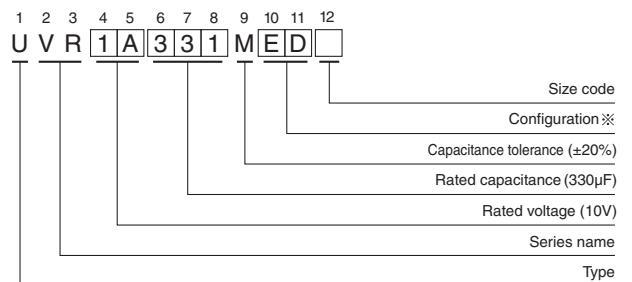 1 2 3 4 5 6 7 8 9 10 11 12
U V R 1 A 3 3 1 M E D
Size code
Configuration※
Capacitance tolerance (±20%)
Rated capacitance (330µF)
Rated voltage (10V)
Series name
Type